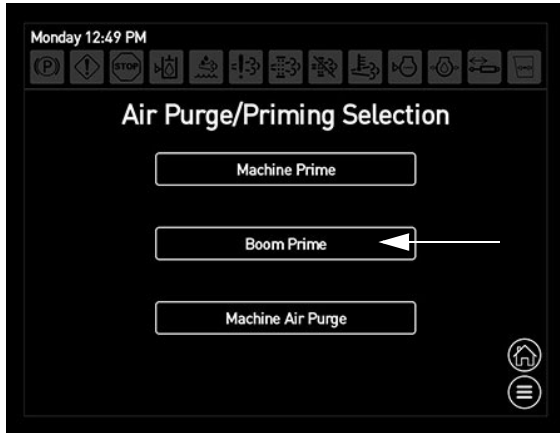 Monday 12:49 PM
(P)
STOP
Air Purge/Priming Selection
Machine Prime
Boom Prime
Machine Air Purge